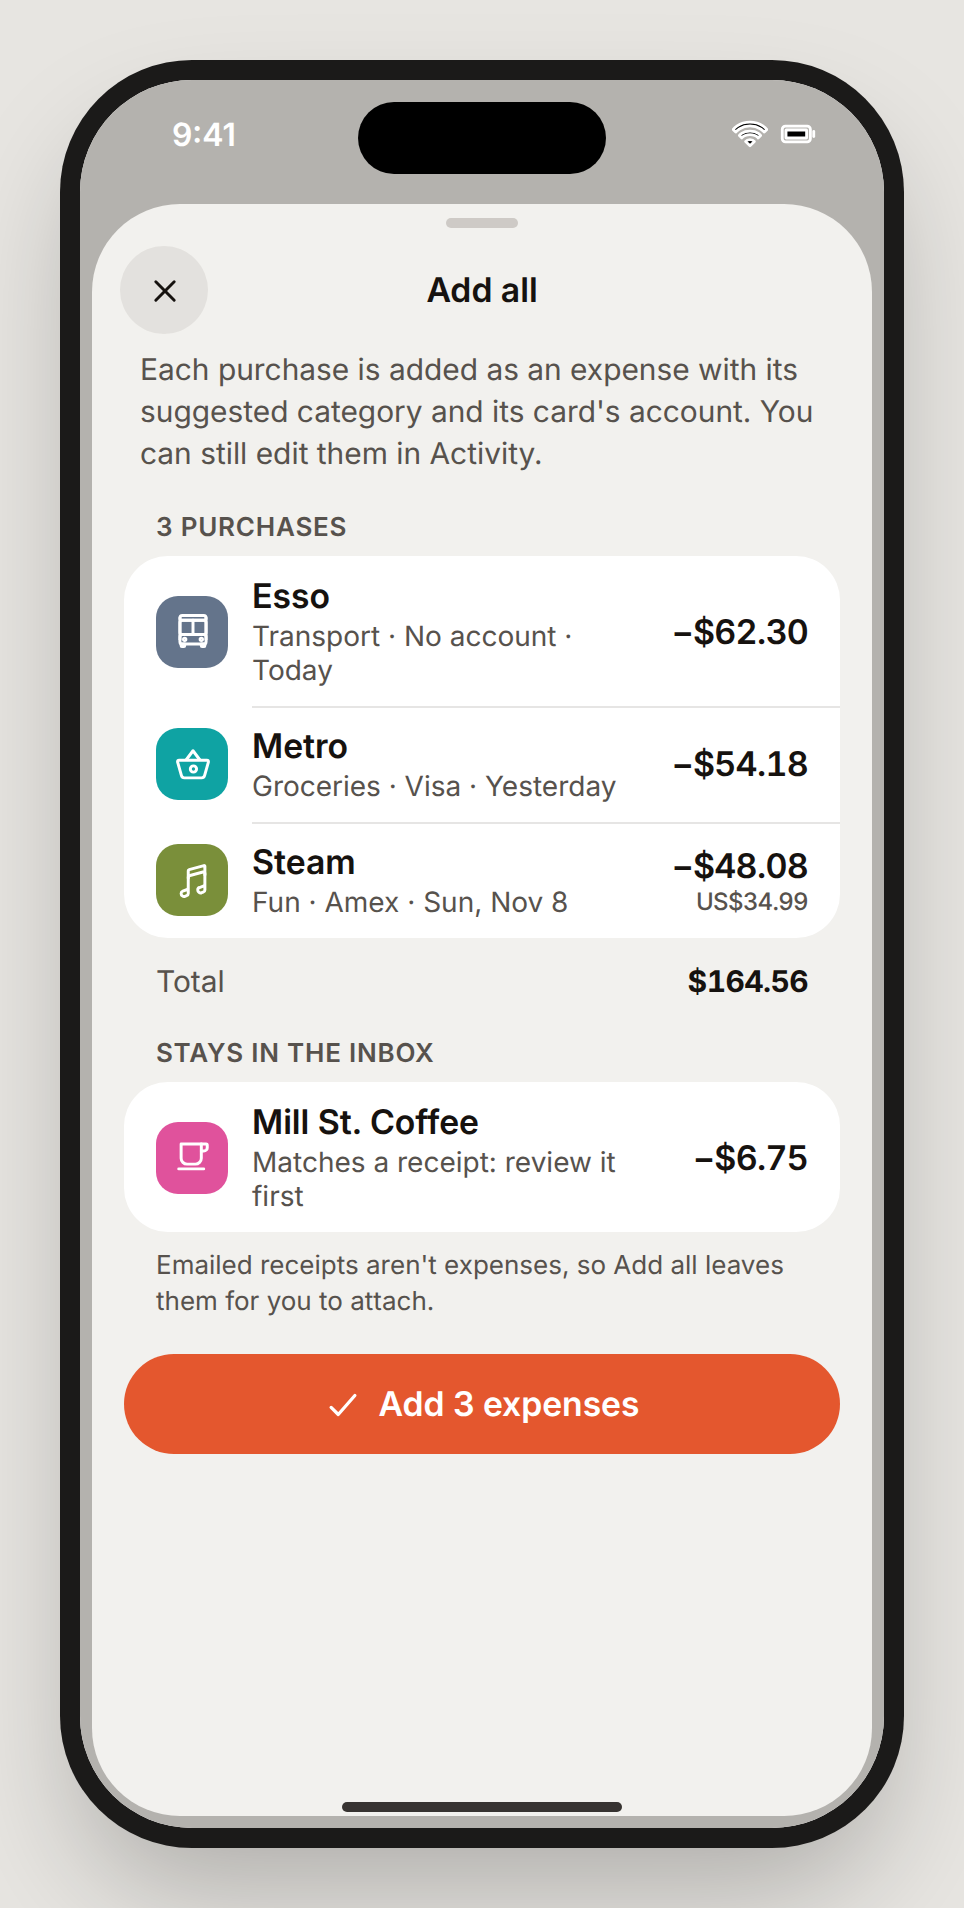 9:41
Add all
Each purchase is added as an expense with its
suggested category and its card's account. You
can still edit them in Activity.
3 PURCHASES
Esso
Transport · No account ·
Today
−$62.30
Metro
Groceries · Visa · Yesterday
−$54.18
Steam
Fun · Amex · Sun, Nov 8
−$48.08
US$34.99
Total
$164.56
STAYS IN THE INBOX
Mill St. Coffee
Matches a receipt: review it
first
−$6.75
Emailed receipts aren't expenses, so Add all leaves
them for you to attach.
Add 3 expenses